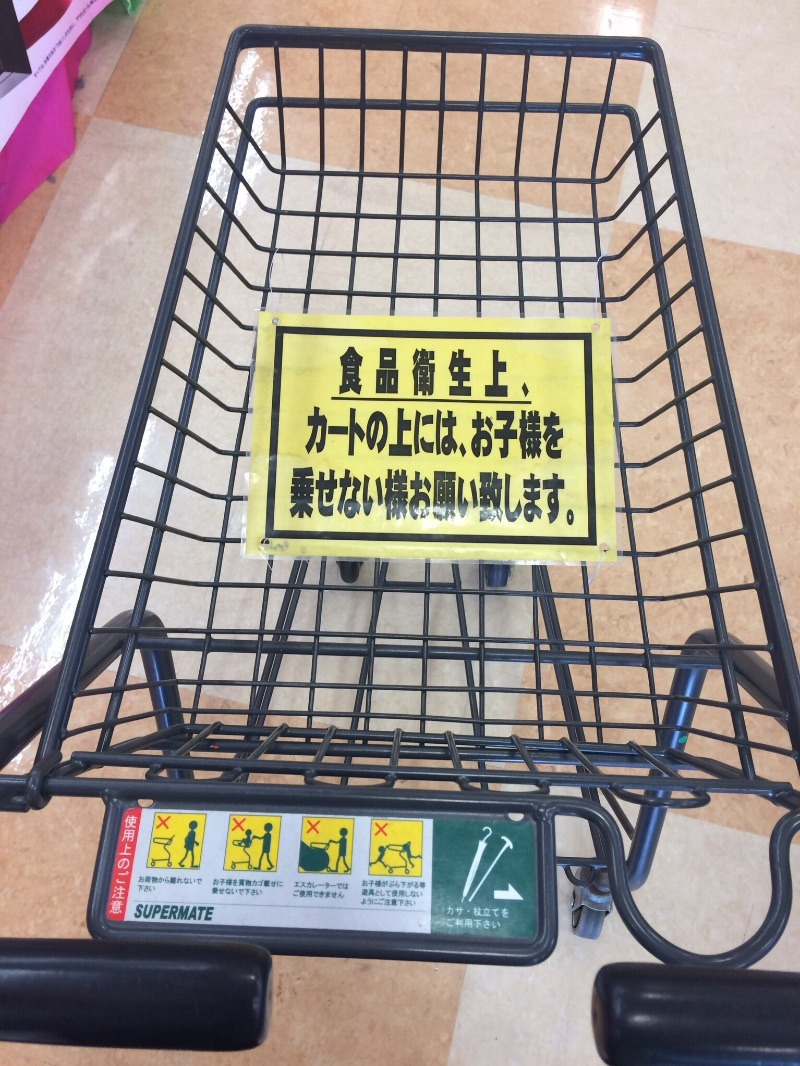 食品衛生上、
カートの上には、お子様を
乗せない様お願い致します。
使用上のご注意
お荷物から離れないで
下さい
お子様を買物カゴ載せに
乗せないで下さい
エスカレーターでは
ご使用できません
お子様がぶら下がる等
遊具として使用しない
ようにご注意下さい
SUPERMATE
カサ・杖立てを
ご利用下さい